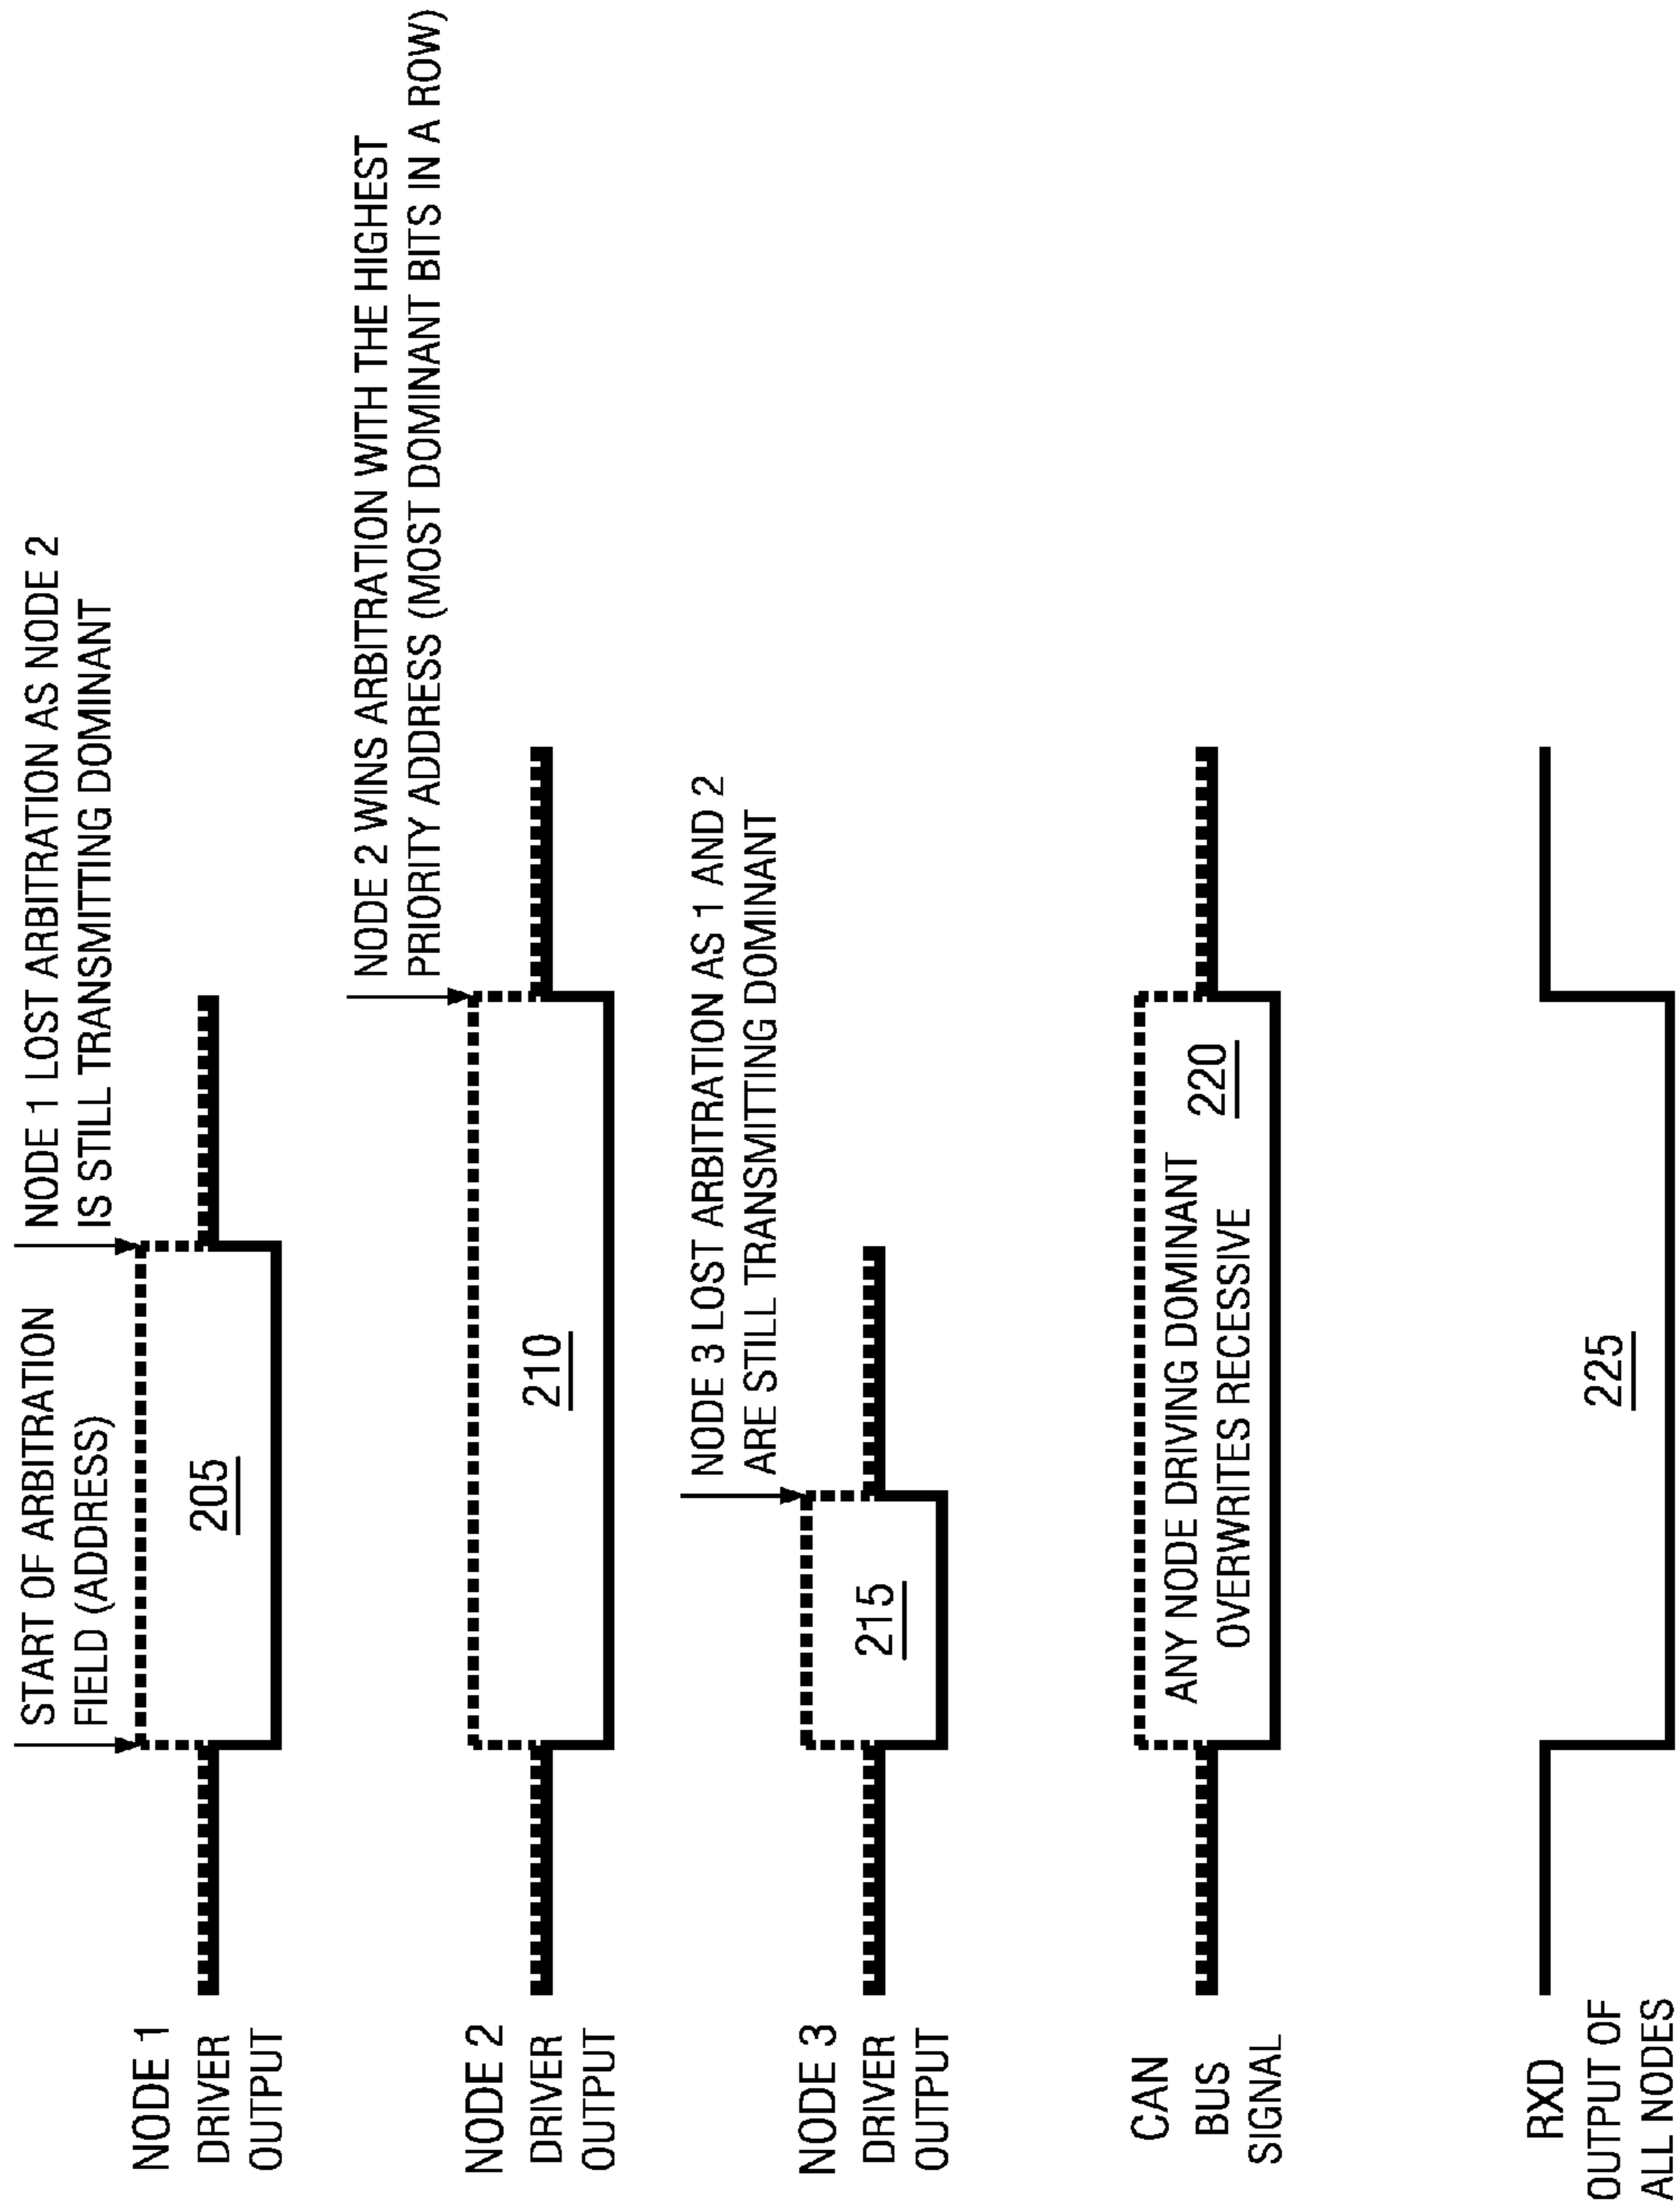 START OF ARBITRATION
FIELD (ADDRESS)
NODE 1 LOST ARBITRATION AS NODE 2
IS STILL TRANSMITTING DOMINANT
NODE 1
DRIVER
OUTPUT
205
NODE 2 WINS ARBITRATION WITH THE HIGHEST
PRIORITY ADDRESS (MOST DOMINANT BITS IN A ROW)
NODE 2
DRIVER
OUTPUT
210
NODE 3 LOST ARBITRATION AS 1 AND 2
ARE STILL TRANSMITTING DOMINANT
NODE 3
DRIVER
OUTPUT
215
CAN
BUS
SIGNAL
ANY NODE DRIVING DOMINANT
OVERWRITES RECESSIVE
220
RXD
OUTPUT OF
ALL NODES
225